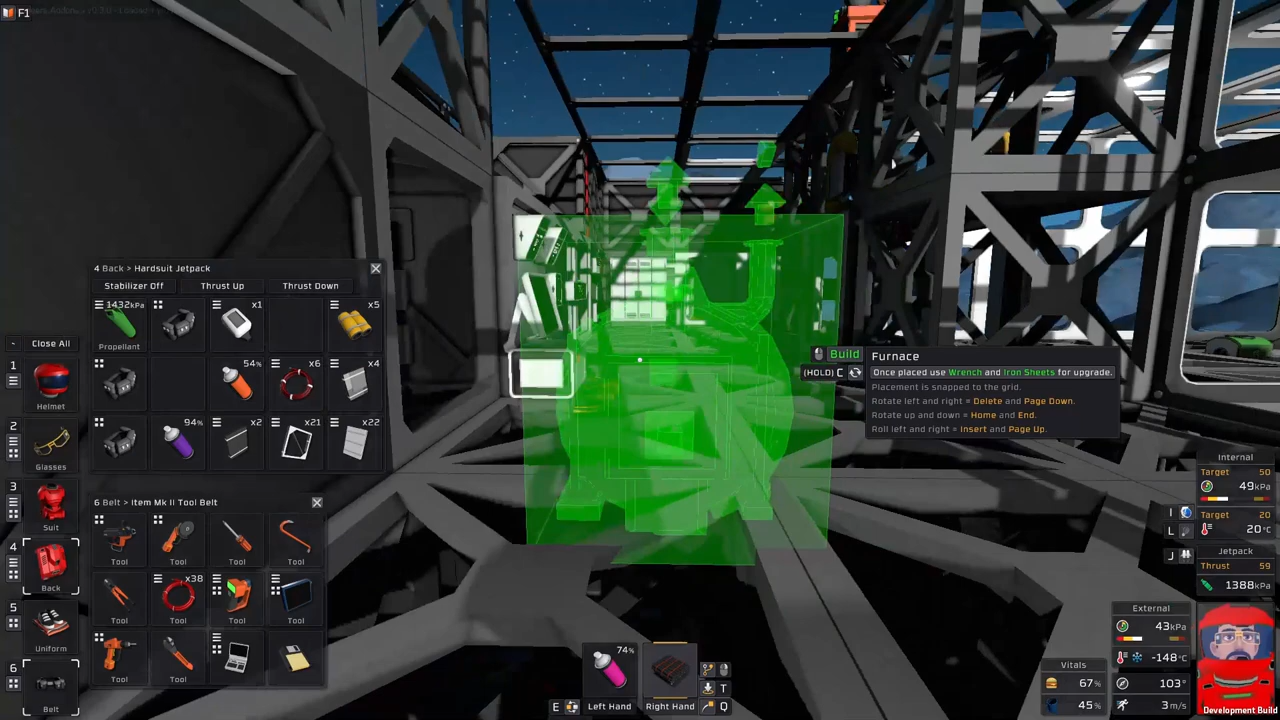 F1
4 Back > Hardsuit Jetpack
Stabilizer Off
Thrust Up
Thrust Down
1432kPa
x1
x5
Propellant
54%
x6
x4
94%
x2
x21
x22
Close All
1
Helmet
2
Glasses
3
Suit
4
Back
5
Uniform
6
Belt
6 Belt > Item Mk II Tool Belt
Tool
Tool
Tool
Tool
x38
Tool
Tool
Tool
Tool
Tool
Tool
Build
(HOLD) C
Furnace
Once placed use Wrench and Iron Sheets for upgrade.
Placement is snapped to the grid.
Rotate left and right = Delete and Page Down.
Rotate up and down = Home and End.
Roll left and right = Insert and Page Up.
74%
E
Left Hand
Right Hand
T
Q
Internal
Target 50
49kPa
I
Target 20
L
20°C
Jetpack
J
Thrust 59
1388kPa
External
43kPa
-148°C
103°
3m/s
Vitals
67%
45%
Development Build